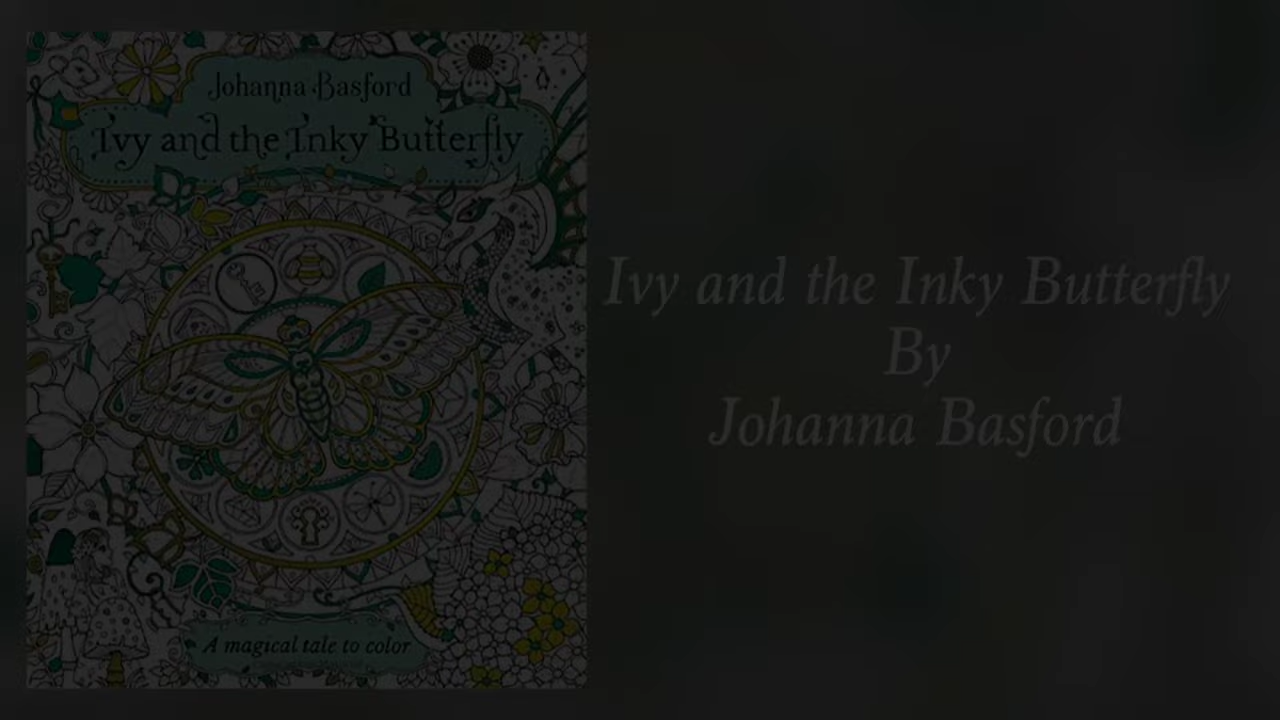 Johanna Basford
Ivy and the Inky Butterfly
A magical tale to color
Ivy and the Inky Butterfly
By
Johanna Basford